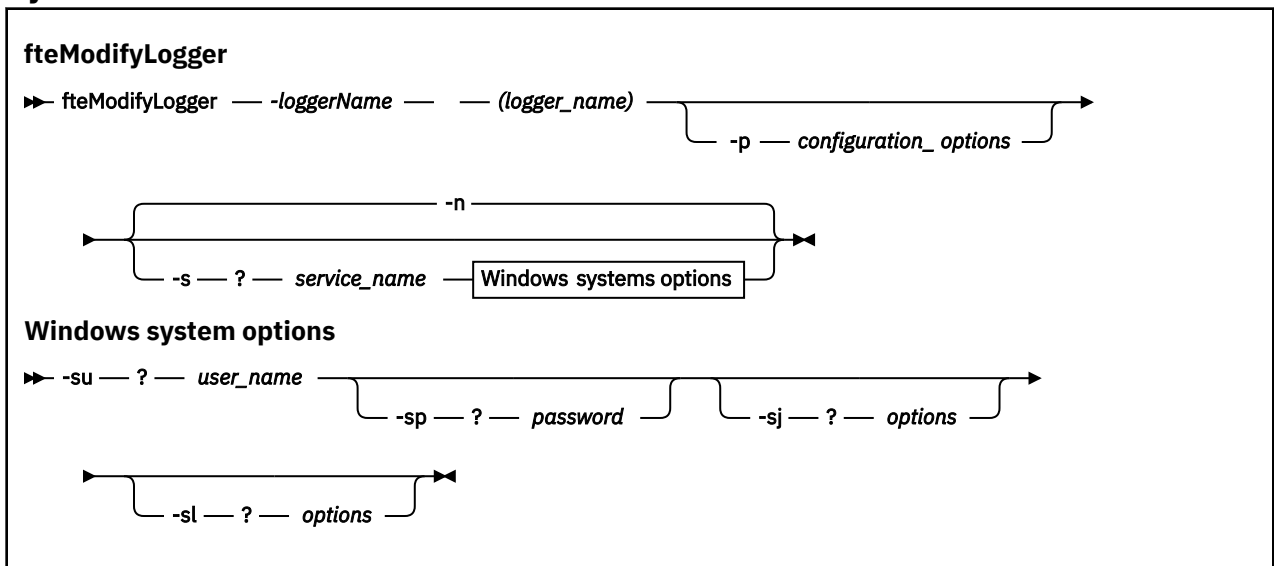 fteModifyLogger
fteModifyLogger -loggerName (logger_name)
-p configuration_ options
-n
-s ? service_name Windows systems options
Windows system options
-su ? user_name
-sp ? password -sj ? options
-sl ? options